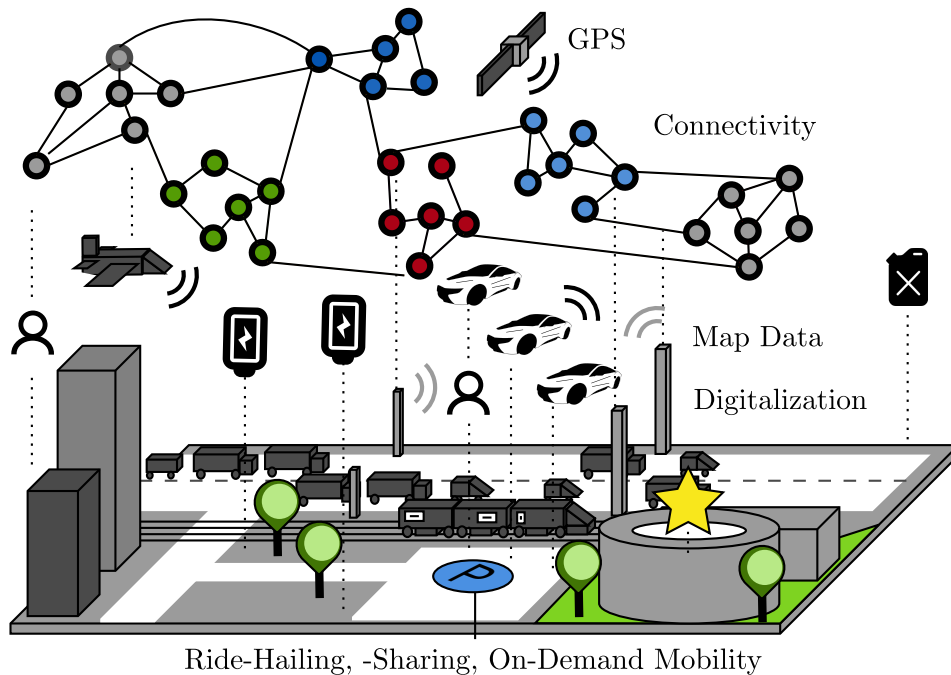 GPS
Connectivity
Map Data
Digitalization
P
Ride-Hailing, -Sharing, On-Demand Mobility